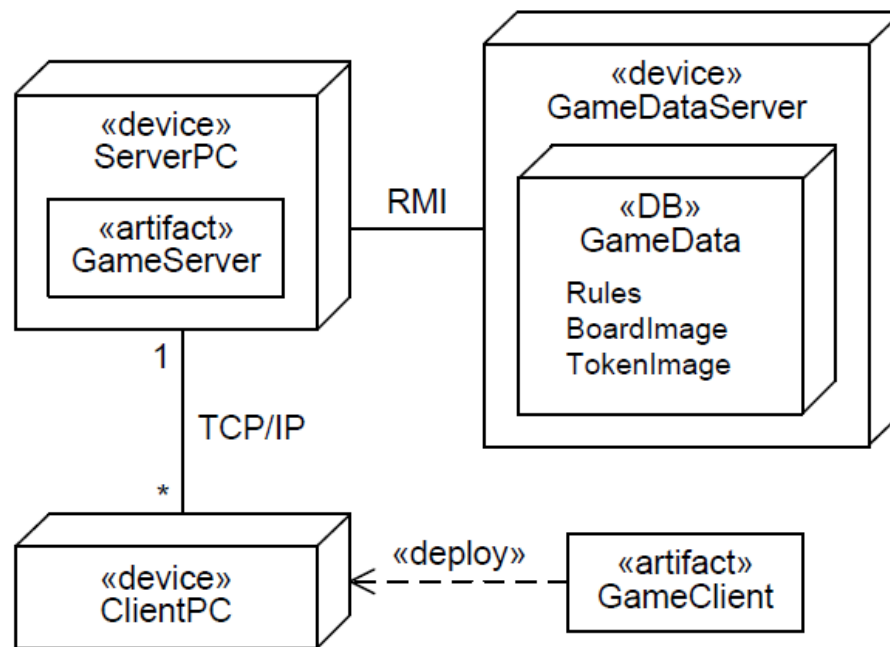 «device»
ServerPC
«artifact»
GameServer
RMI
«device»
GameDataServer
«DB»
GameData
Rules
BoardImage
TokenImage
1
TCP/IP
*
«device»
ClientPC
«deploy»
«artifact»
GameClient